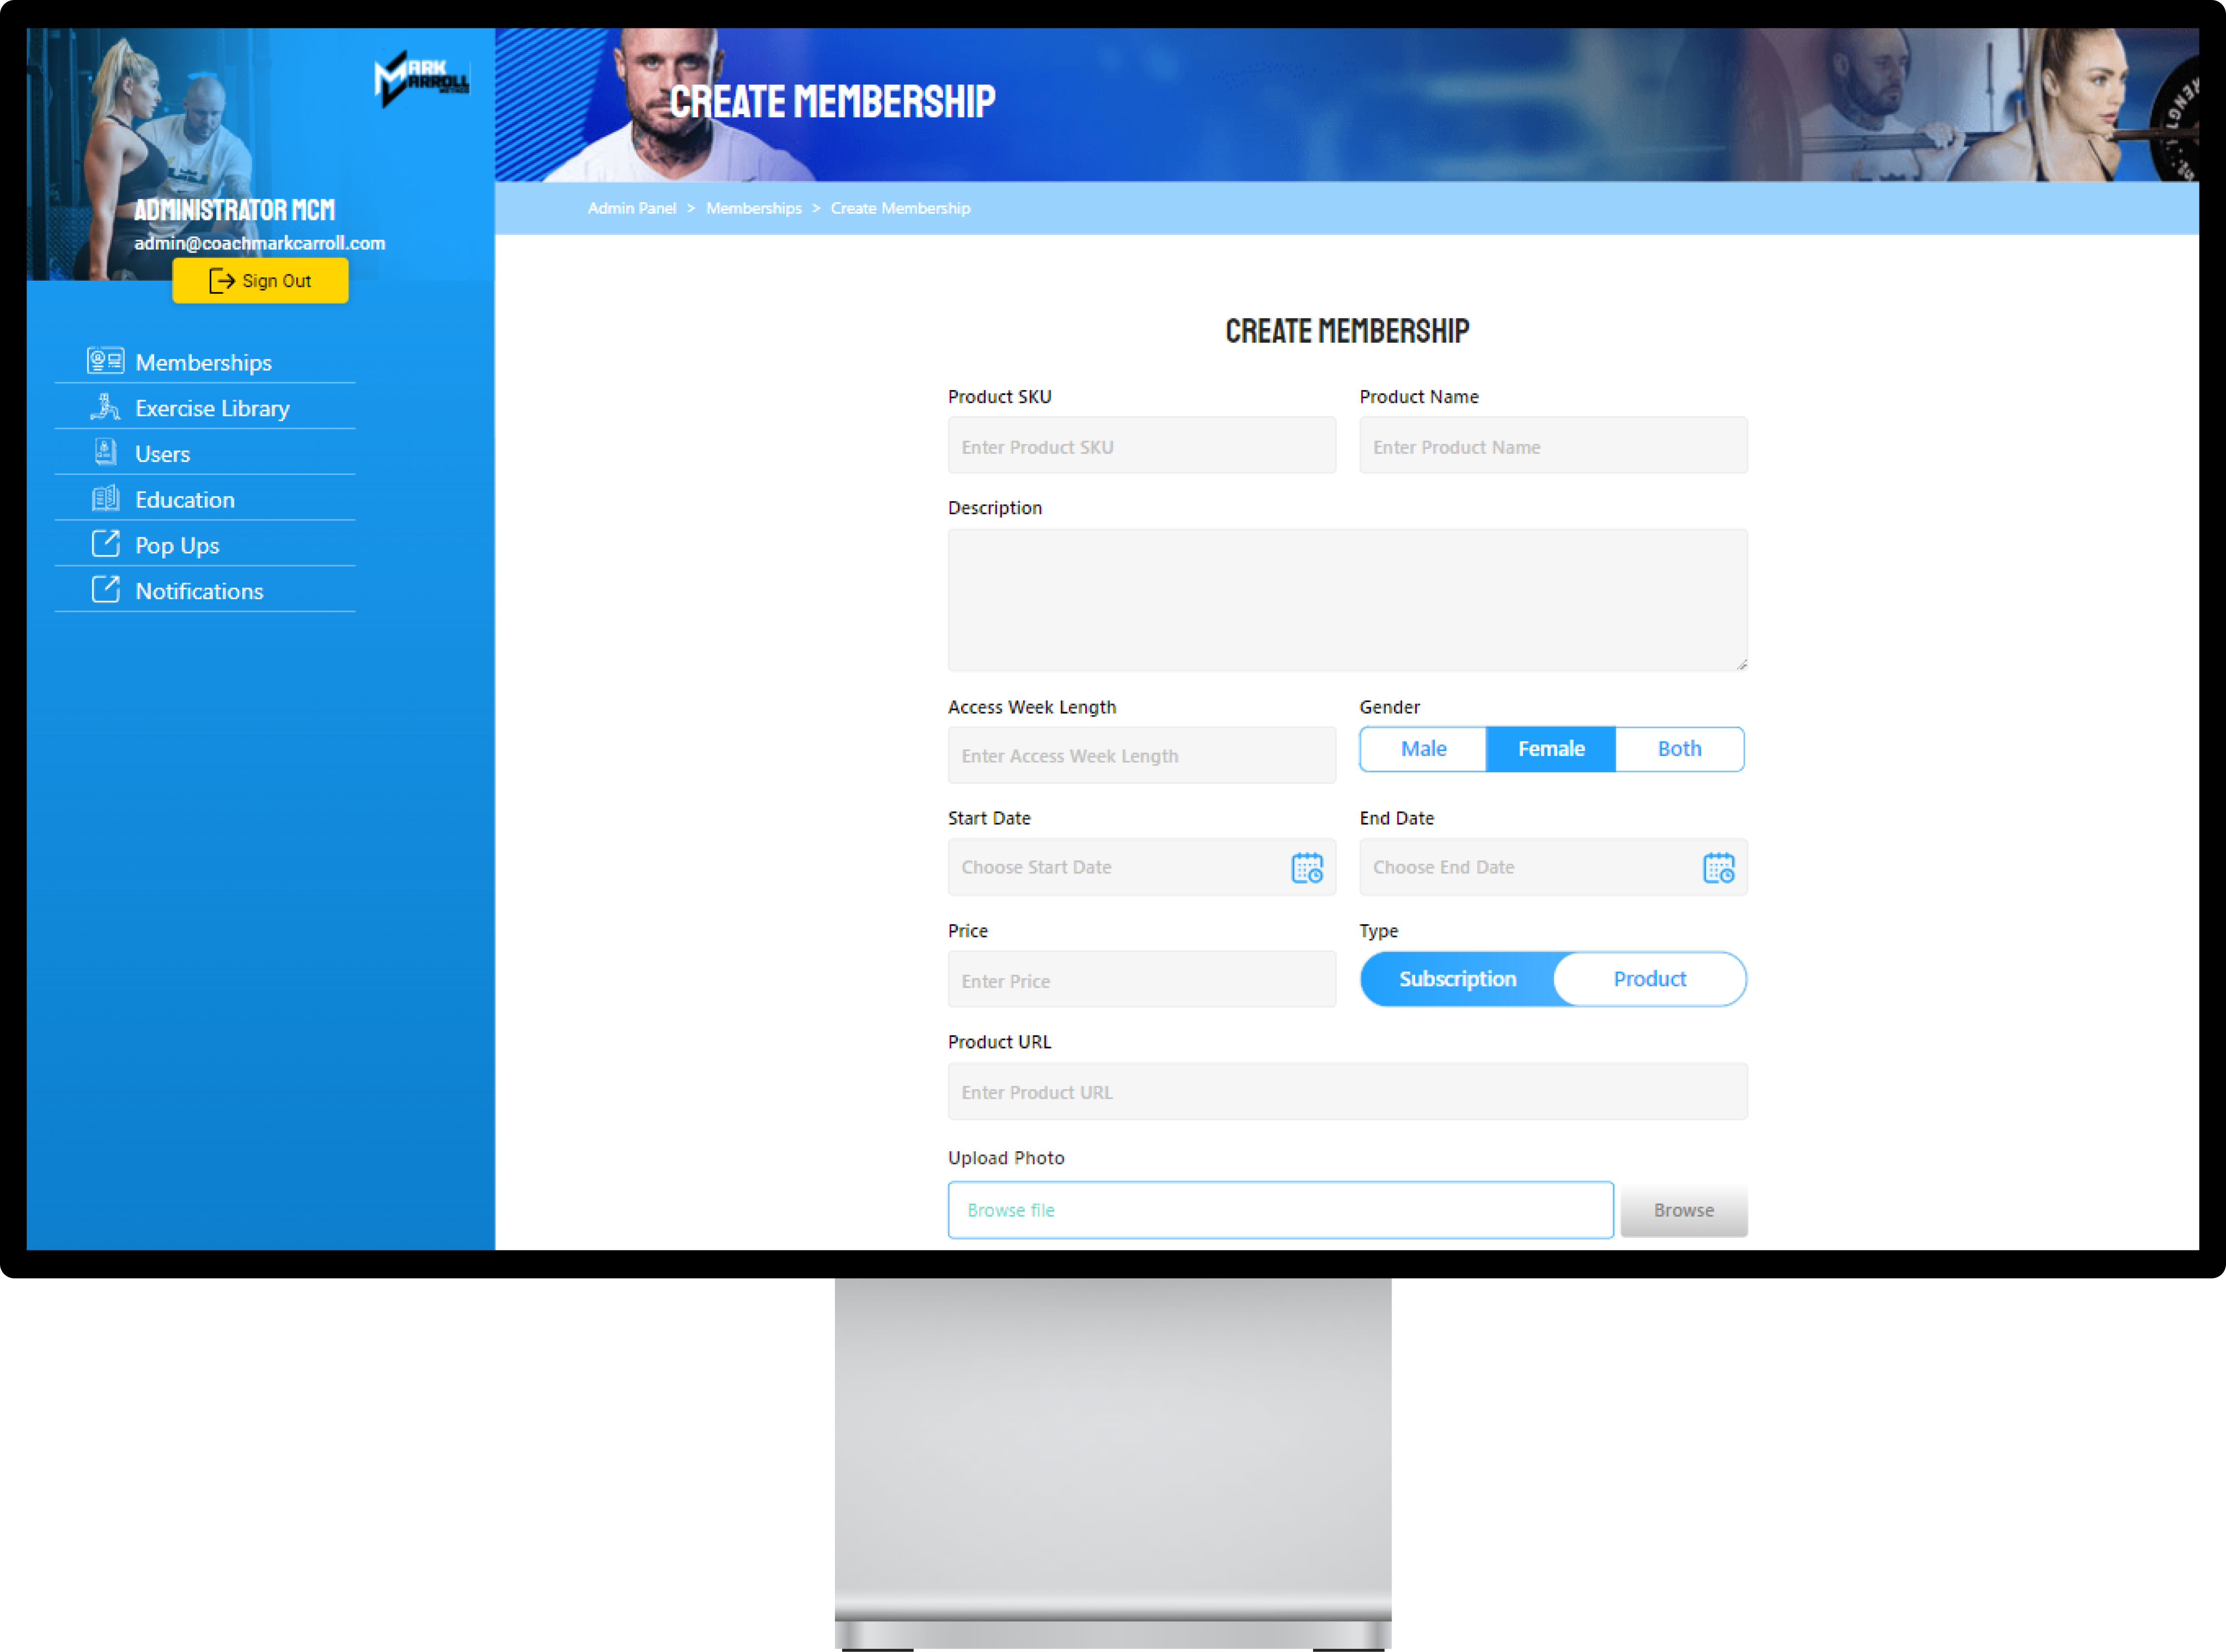 MARK
CARROLL
METHOD
ADMINISTRATOR MCM
admin@coachmarkcarroll.com
Sign Out
Memberships
Exercise Library
Users
Education
Pop Ups
Notifications
CREATE MEMBERSHIP
Admin Panel > Memberships > Create Membership
CREATE MEMBERSHIP
Product SKU
Enter Product SKU
Product Name
Enter Product Name
Description
Access Week Length
Enter Access Week Length
Gender
Male Female Both
Start Date
Choose Start Date
End Date
Choose End Date
Price
Enter Price
Type
Subscription Product
Product URL
Enter Product URL
Upload Photo
Browse file
Browse